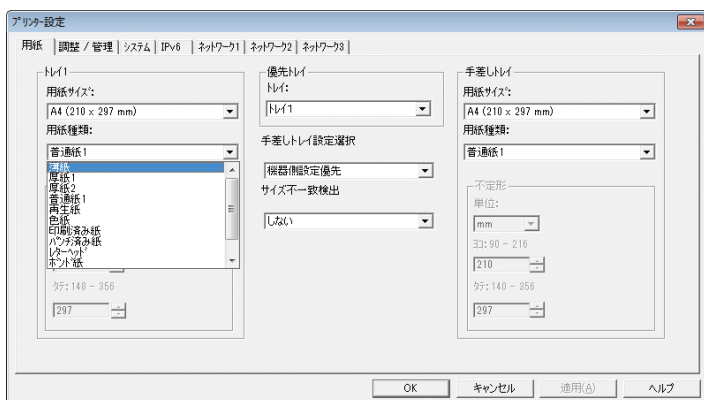 プリンター設定
用紙
調整 / 管理
システム
IPv6
ネットワーク1
ネットワーク2
ネットワーク3
トレイ1
用紙サイズ:
A4 (210 x 297 mm)
用紙種類:
普通紙1
薄紙
厚紙1
厚紙2
普通紙1
再生紙
色紙
印刷済み紙
パンチ済み紙
レターヘッド
ボンド紙
タテ: 148 - 356
297
優先トレイ
トレイ:
トレイ1
手差しトレイ設定選択
機器側設定優先
サイズ不一致検出
しない
手差しトレイ
用紙サイズ:
A4 (210 x 297 mm)
用紙種類:
普通紙1
不定形
単位:
mm
ヨコ: 90 - 216
210
タテ: 140 - 356
297
OK
キャンセル
適用(A)
ヘルプ